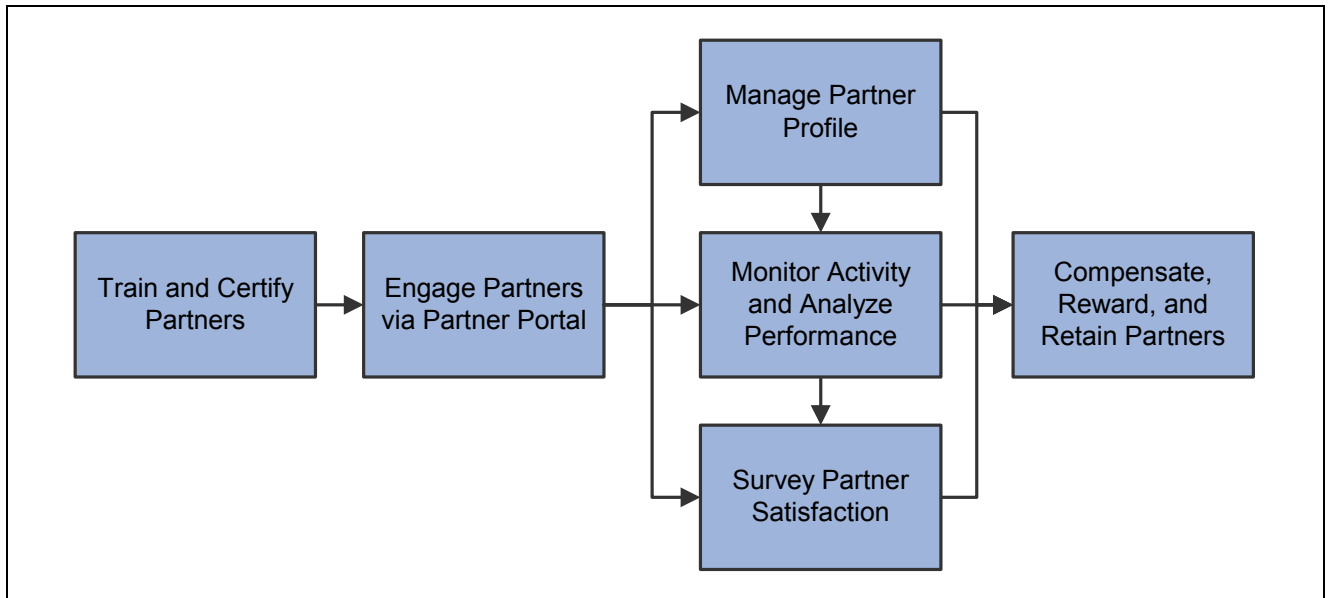 Manage Partner
Profile
Train and Certify
Partners
Engage Partners
via Partner Portal
Monitor Activity
and Analyze
Performance
Compensate,
Reward, and
Retain Partners
Survey Partner
Satisfaction